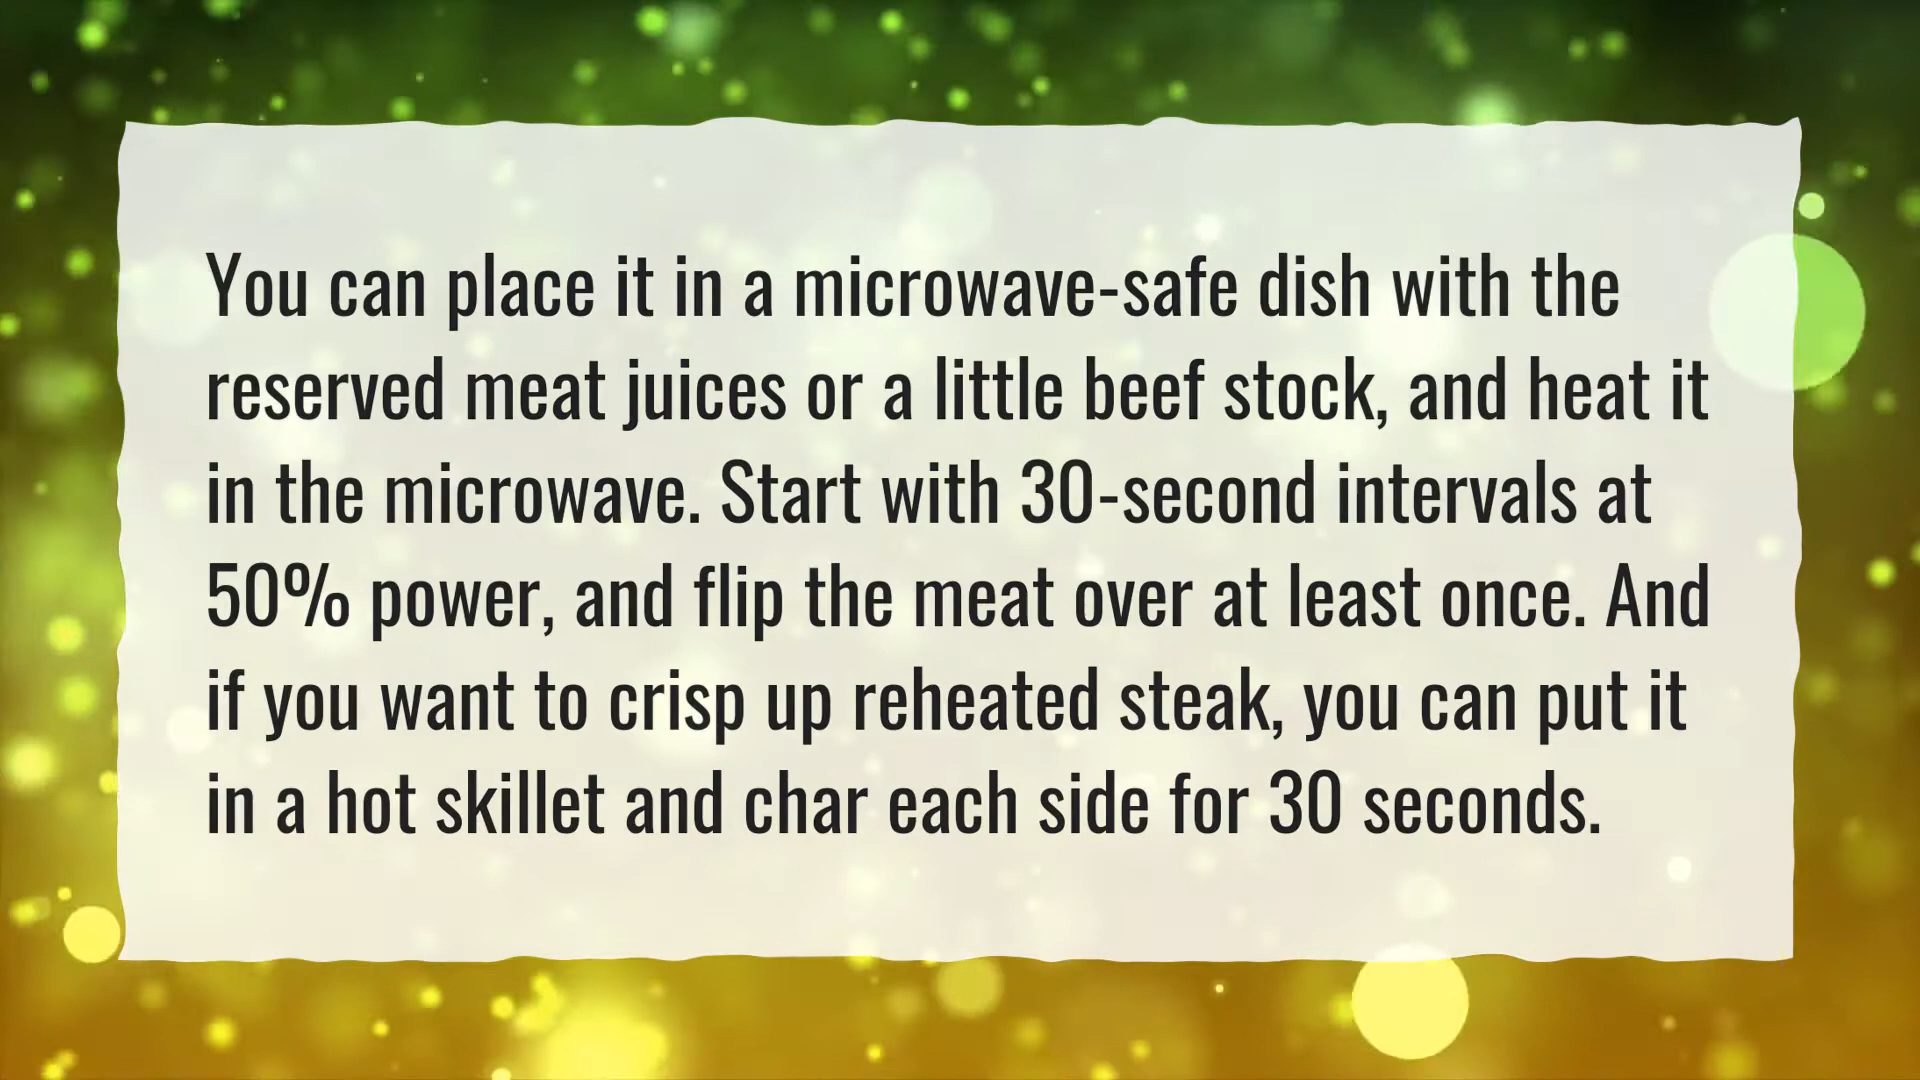 You can place it in a microwave-safe dish with the
reserved meat juices or a little beef stock, and heat it
in the microwave. Start with 30-second intervals at
50% power, and flip the meat over at least once. And
if you want to crisp up reheated steak, you can put it
in a hot skillet and char each side for 30 seconds.